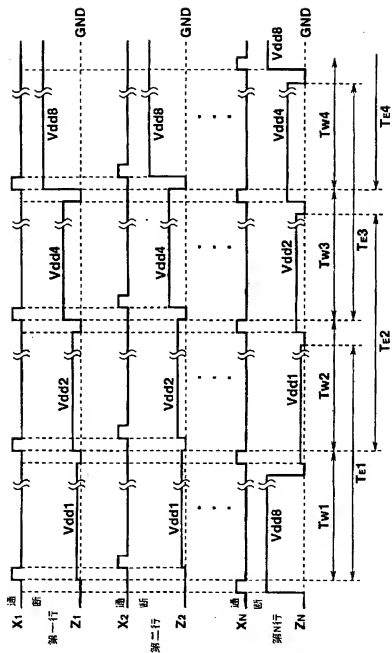 X1 通
断
第一行
Vdd1 Vdd2 Vdd4 Vdd8
Z1 GND
X2 通
断
第二行
Vdd1 Vdd2 Vdd4 Vdd8
Z2 GND
XN 通
断
第N行
Vdd8 Vdd1 Vdd2 Vdd4 Vdd8
ZN GND
Tw1 Tw2 Tw3 Tw4
TE1 TE3
TE2 TE4